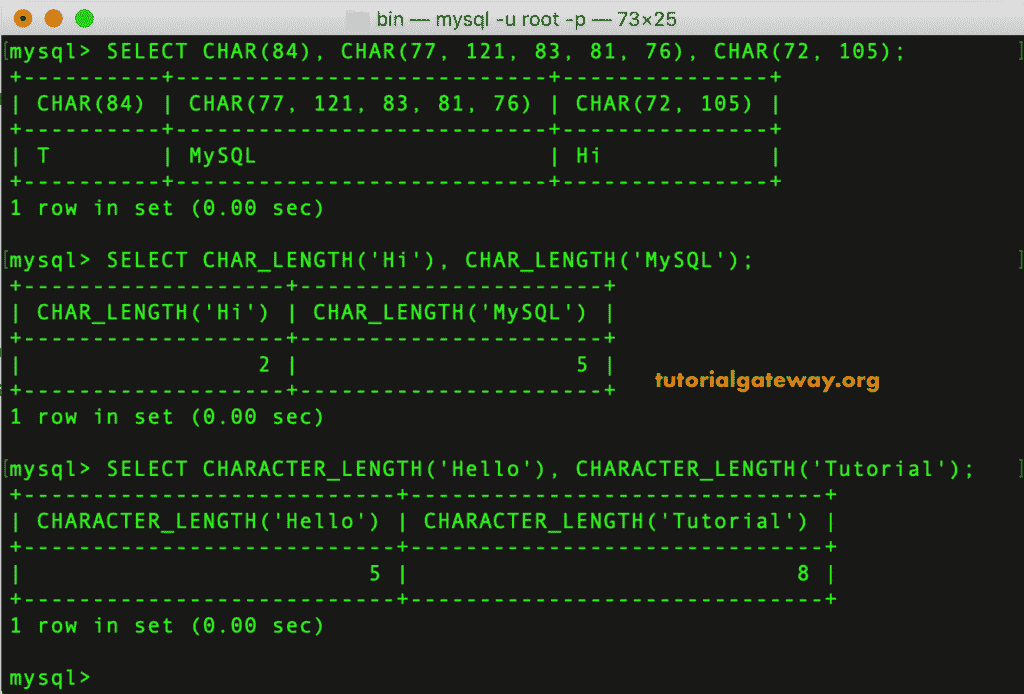 bin — mysql -u root -p — 73×25
[mysql> SELECT CHAR(84), CHAR(77, 121, 83, 81, 76), CHAR(72, 105); ]
+----------+---------------------------+---------------+
| CHAR(84) | CHAR(77, 121, 83, 81, 76) | CHAR(72, 105) |
+----------+---------------------------+---------------+
| T        | MySQL                     | Hi            |
+----------+---------------------------+---------------+
1 row in set (0.00 sec)
[mysql> SELECT CHAR_LENGTH('Hi'), CHAR_LENGTH('MySQL'); ]
+-------------------+----------------------+
| CHAR_LENGTH('Hi') | CHAR_LENGTH('MySQL') |
+-------------------+----------------------+
|                 2 |                    5 |
tutorialgateway.org
+-------------------+----------------------+
1 row in set (0.00 sec)
[mysql> SELECT CHARACTER_LENGTH('Hello'), CHARACTER_LENGTH('Tutorial'); ]
+---------------------------+------------------------------+
| CHARACTER_LENGTH('Hello') | CHARACTER_LENGTH('Tutorial') |
+---------------------------+------------------------------+
|                         5 |                            8 |
+---------------------------+------------------------------+
1 row in set (0.00 sec)
mysql>